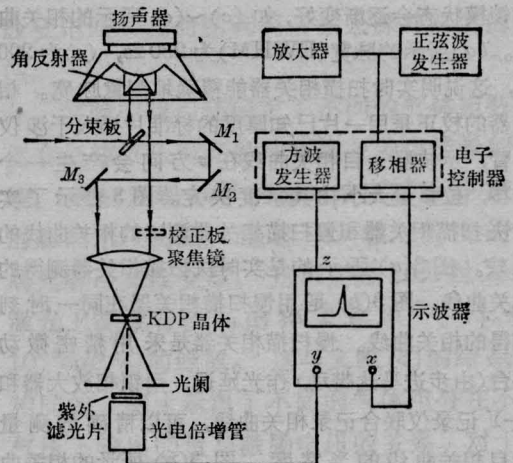 扬声器
角反射器
分束板
M1
M3
M2
校正板
聚焦镜
KDP 晶体
光阑
紫外
滤光片
光电倍增管
放大器
正弦波
发生器
方波
发生器
移相器
电子
控制器
z
示波器
y
x